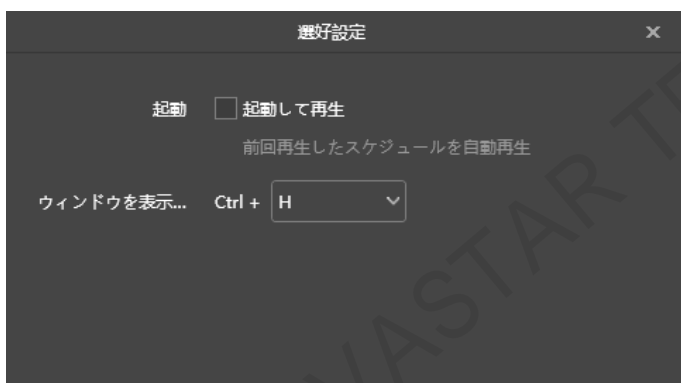 選好設定
起動 起動して再生
前回再生したスケジュールを自動再生
ウィンドウを表示... Ctrl + H
VASTAR